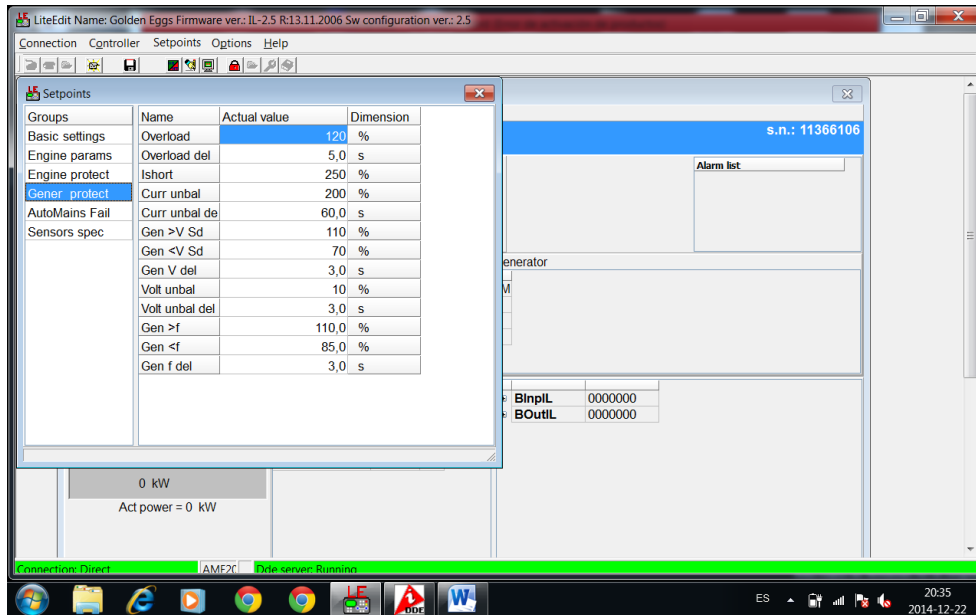 LiteEdit Name: Golden Eggs Firmware ver.: IL-2.5 R:13.11.2006 Sw configuration ver.: 2.5
Connection Controller Setpoints Options Help
Setpoints
Groups
Basic settings
Engine params
Engine protect
Gener protect
AutoMains Fail
Sensors spec
Name Actual value Dimension
Overload 120 %
Overload del 5,0 s
Ishort 250 %
Curr unbal 200 %
Curr unbal de 60,0 s
Gen >V Sd 110 %
Gen <V Sd 70 %
Gen V del 3,0 s
Volt unbal 10 %
Volt unbal del 3,0 s
Gen >f 110,0 %
Gen <f 85,0 %
Gen f del 3,0 s
s.n.: 11366106
Alarm list
enerator
M
BInpIL 0000000
BOutIL 0000000
0 kW
Act power = 0 kW
Connection: Direct AMF2C Dde server: Running
LE DDE W ES 20:35
2014-12-22